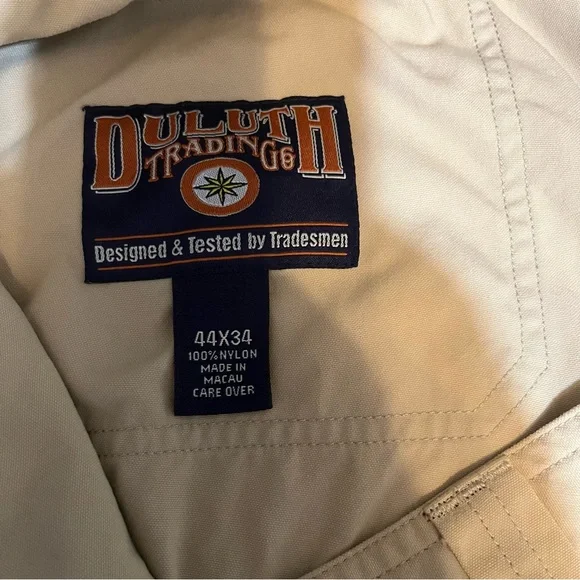 DULUTH
TRADING Co
Designed & Tested by Tradesmen
44X34
100% NYLON
MADE IN
MACAU
CARE OVER